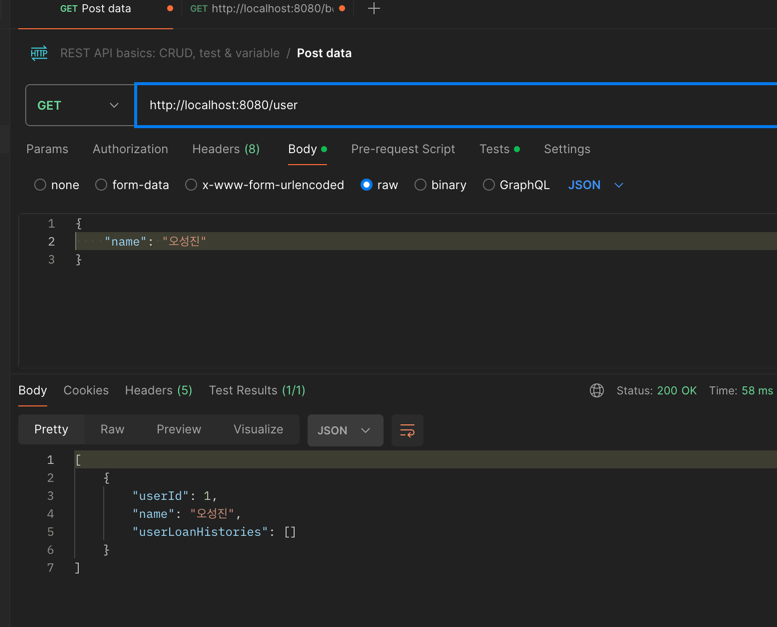 GET Post data GET http://localhost:8080/b
HTTP REST API basics: CRUD, test & variable / Post data
GET http://localhost:8080/user
Params Authorization Headers (8) Body Pre-request Script Tests Settings
none form-data x-www-form-urlencoded raw binary GraphQL JSON
1 {
2 "name": "오성진"
3 }
Body Cookies Headers (5) Test Results (1/1) Status: 200 OK Time: 58 ms
Pretty Raw Preview Visualize JSON
1 [
2 {
3 "userId": 1,
4 "name": "오성진",
5 "userLoanHistories": []
6 }
7 ]